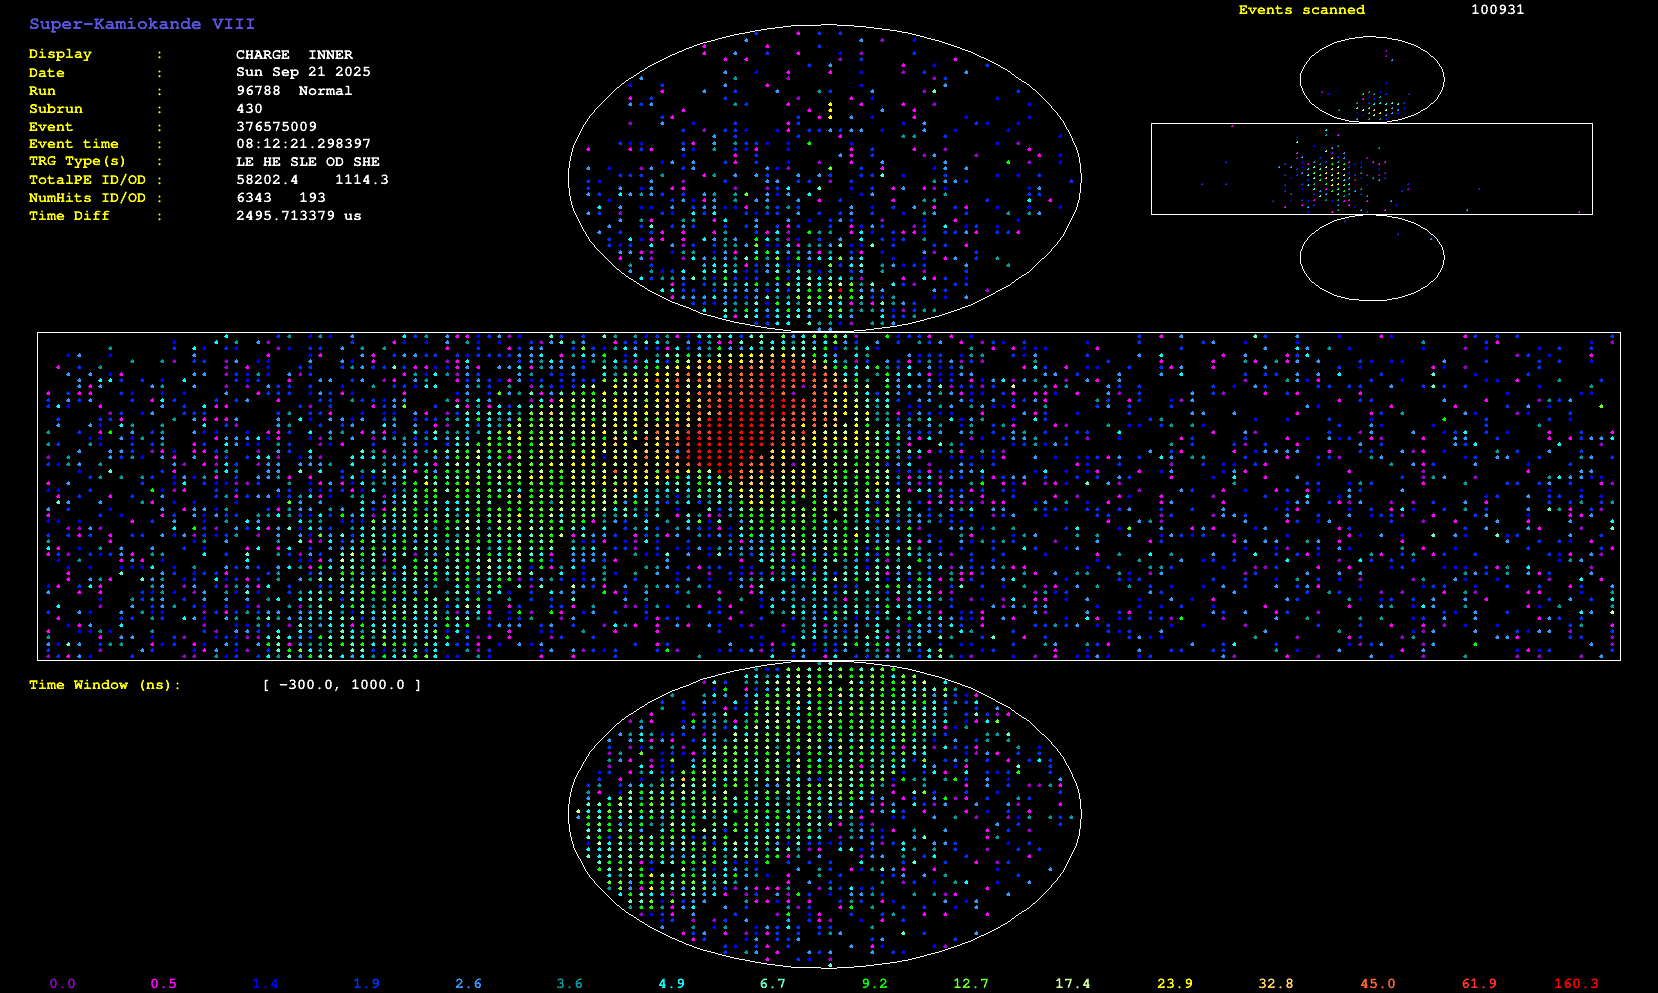 Super-Kamiokande VIII
Display : CHARGE INNER
Date : Sun Sep 21 2025
Run : 96788 Normal
Subrun : 430
Event : 376575009
Event time : 08:12:21.298397
TRG Type(s) : LE HE SLE OD SHE
TotalPE ID/OD : 58202.4 1114.3
NumHits ID/OD : 6343 193
Time Diff : 2495.713379 us
Events scanned 100931
Time Window (ns): [ -300.0, 1000.0 ]
0.0 0.5 1.4 1.9 2.6 3.6 4.9 6.7 9.2 12.7 17.4 23.9 32.8 45.0 61.9 160.3